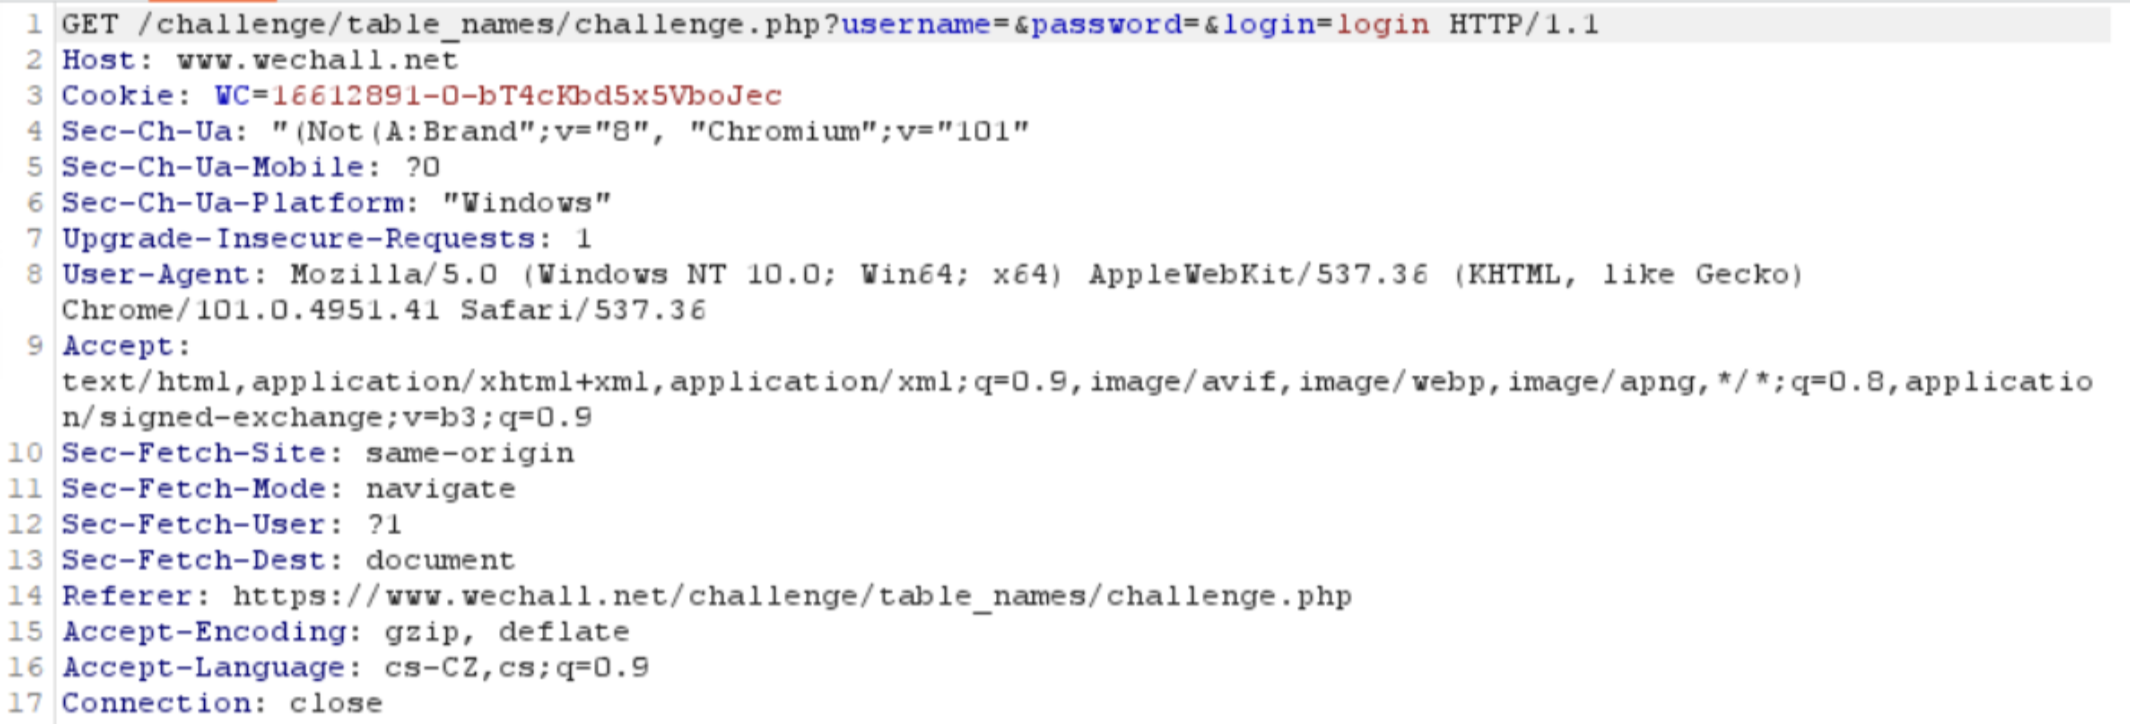 1 GET /challenge/table_names/challenge.php?username=&password=&login=login HTTP/1.1
2 Host: www.wechall.net
3 Cookie: WC=16612891-0-bT4cKbd5x5VboJec
4 Sec-Ch-Ua: "(Not(A:Brand";v="8", "Chromium";v="101"
5 Sec-Ch-Ua-Mobile: ?0
6 Sec-Ch-Ua-Platform: "Windows"
7 Upgrade-Insecure-Requests: 1
8 User-Agent: Mozilla/5.0 (Windows NT 10.0; Win64; x64) AppleWebKit/537.36 (KHTML, like Gecko)
Chrome/101.0.4951.41 Safari/537.36
9 Accept:
text/html,application/xhtml+xml,application/xml;q=0.9,image/avif,image/webp,image/apng,*/*;q=0.8,applicatio
n/signed-exchange;v=b3;q=0.9
10 Sec-Fetch-Site: same-origin
11 Sec-Fetch-Mode: navigate
12 Sec-Fetch-User: ?1
13 Sec-Fetch-Dest: document
14 Referer: https://www.wechall.net/challenge/table_names/challenge.php
15 Accept-Encoding: gzip, deflate
16 Accept-Language: cs-CZ,cs;q=0.9
17 Connection: close